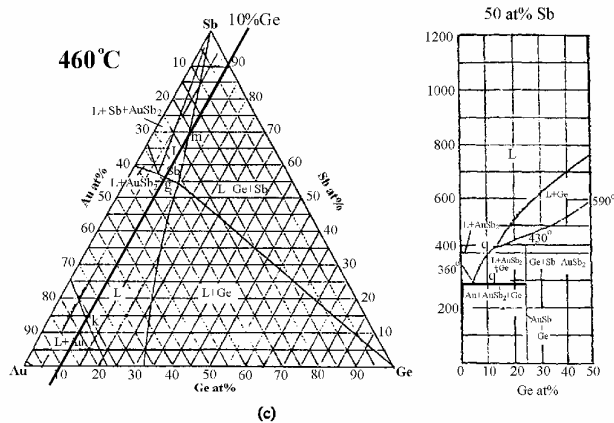 10%Ge
460°C
Sb
10
90
20
80
L+Sb+AuSb2
30
70
m
L
40
60
Sb
L+AuSb2
g
50
50
L Ge+Sb
Au at%
Sb at%
60
40
70
30
L
L+Ge
80
20
k
90
10
L+Au
Au
10
20
30
40
50
60
70
80
90
Ge
Ge at%
50 at% Sb
1200
1000
800
L
600
L+Ge
590°
430°
400
L+AuSb2
q
360°
L+AuSb2
+Ge
Ge+Sb AuSb2
q
Au+AuSb2+Ge
200
AuSb
Ge
0
10
20
30
40
50
Ge at%
(c)